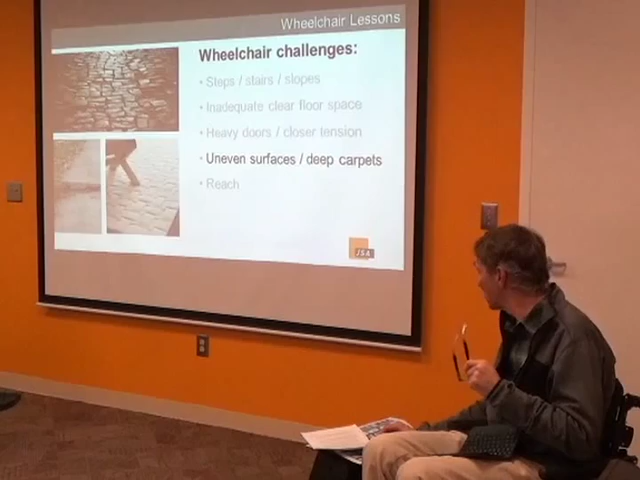 Wheelchair Lessons
Wheelchair challenges:
• Steps / stairs / slopes
• Inadequate clear floor space
• Heavy doors / closer tension
• Uneven surfaces / deep carpets
• Reach
JSA